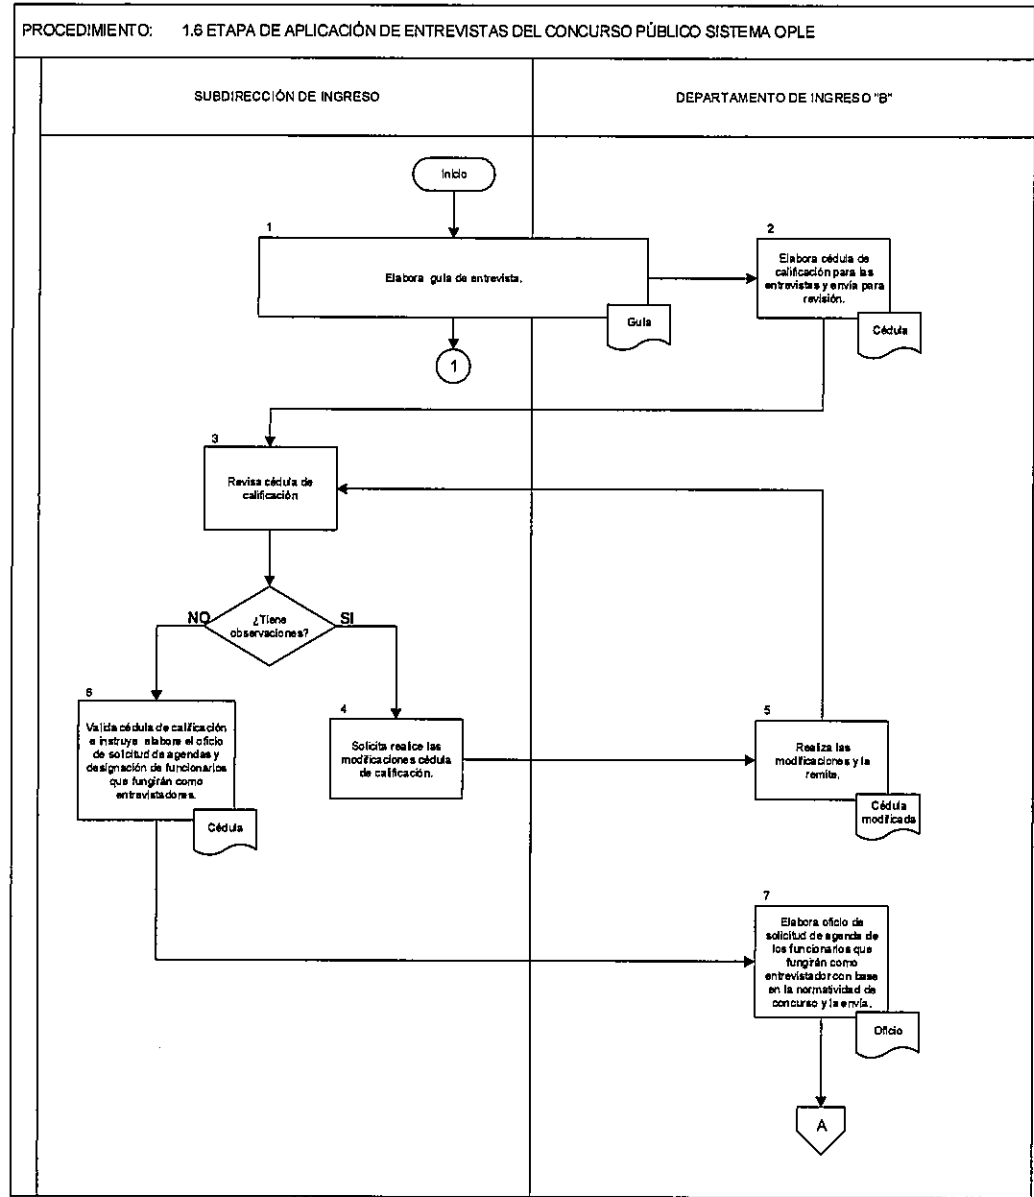 PROCEDIMIENTO: 1.6 ETAPA DE APLICACIÓN DE ENTREVISTAS DEL CONCURSO PÚBLICO SISTEMA OPLE
SUBDIRECCIÓN DE INGRESO
DEPARTAMENTO DE INGRESO "B"
Inicio
1
Elabora guía de entrevista.
Guía
1
2
Elabora cédula de
calificación para las
entrevistas y envía para
revisión.
Cédula
3
Revisa cédula de
calificación
¿Tiene
observaciones?
NO
SI
6
Valida cédula de calificación
e instruye elabore el oficio
de solicitud de agendas y
designación de funcionarios
que fungirán como
entrevistadores.
Cédula
4
Solicita realice las
modificaciones cédula
de calificación.
5
Realiza las
modificaciones y la
remite.
Cédula
modificada
7
Elabora oficio de
solicitud de agenda de
los funcionarios que
fungirán como
entrevistador con base
en la normatividad de
concurso y la envía.
Oficio
A